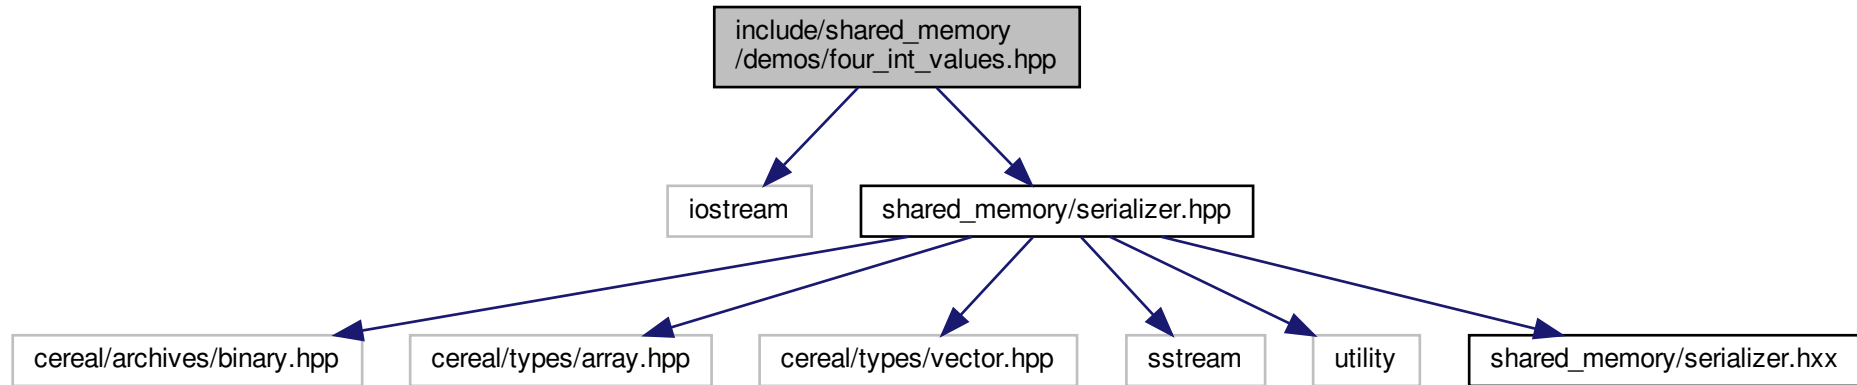 include/shared_memory
/demos/four_int_values.hpp
iostream
shared_memory/serializer.hpp
cereal/archives/binary.hpp
cereal/types/array.hpp
cereal/types/vector.hpp
sstream
utility
shared_memory/serializer.hxx